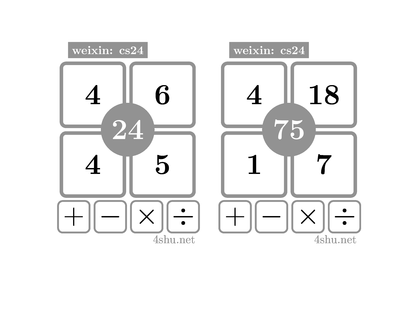 weixin: cs24
4 6
24
4 5
+ − × ÷
4shu.net
weixin: cs24
4 18
75
1 7
+ − × ÷
4shu.net